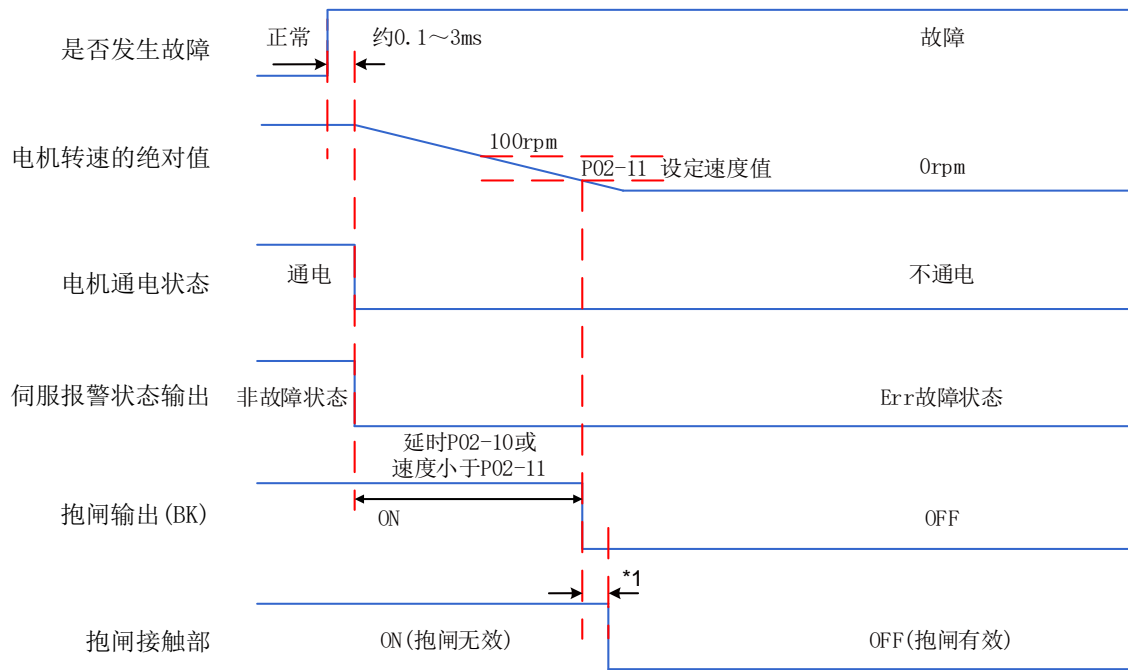 是否发生故障
正常
约0.1～3ms
故障
电机转速的绝对值
100rpm
P02-11 设定速度值
0rpm
电机通电状态
通电
不通电
伺服报警状态输出
非故障状态
Err故障状态
延时P02-10或
速度小于P02-11
抱闸输出(BK)
ON
OFF
*1
抱闸接触部
ON(抱闸无效)
OFF(抱闸有效)